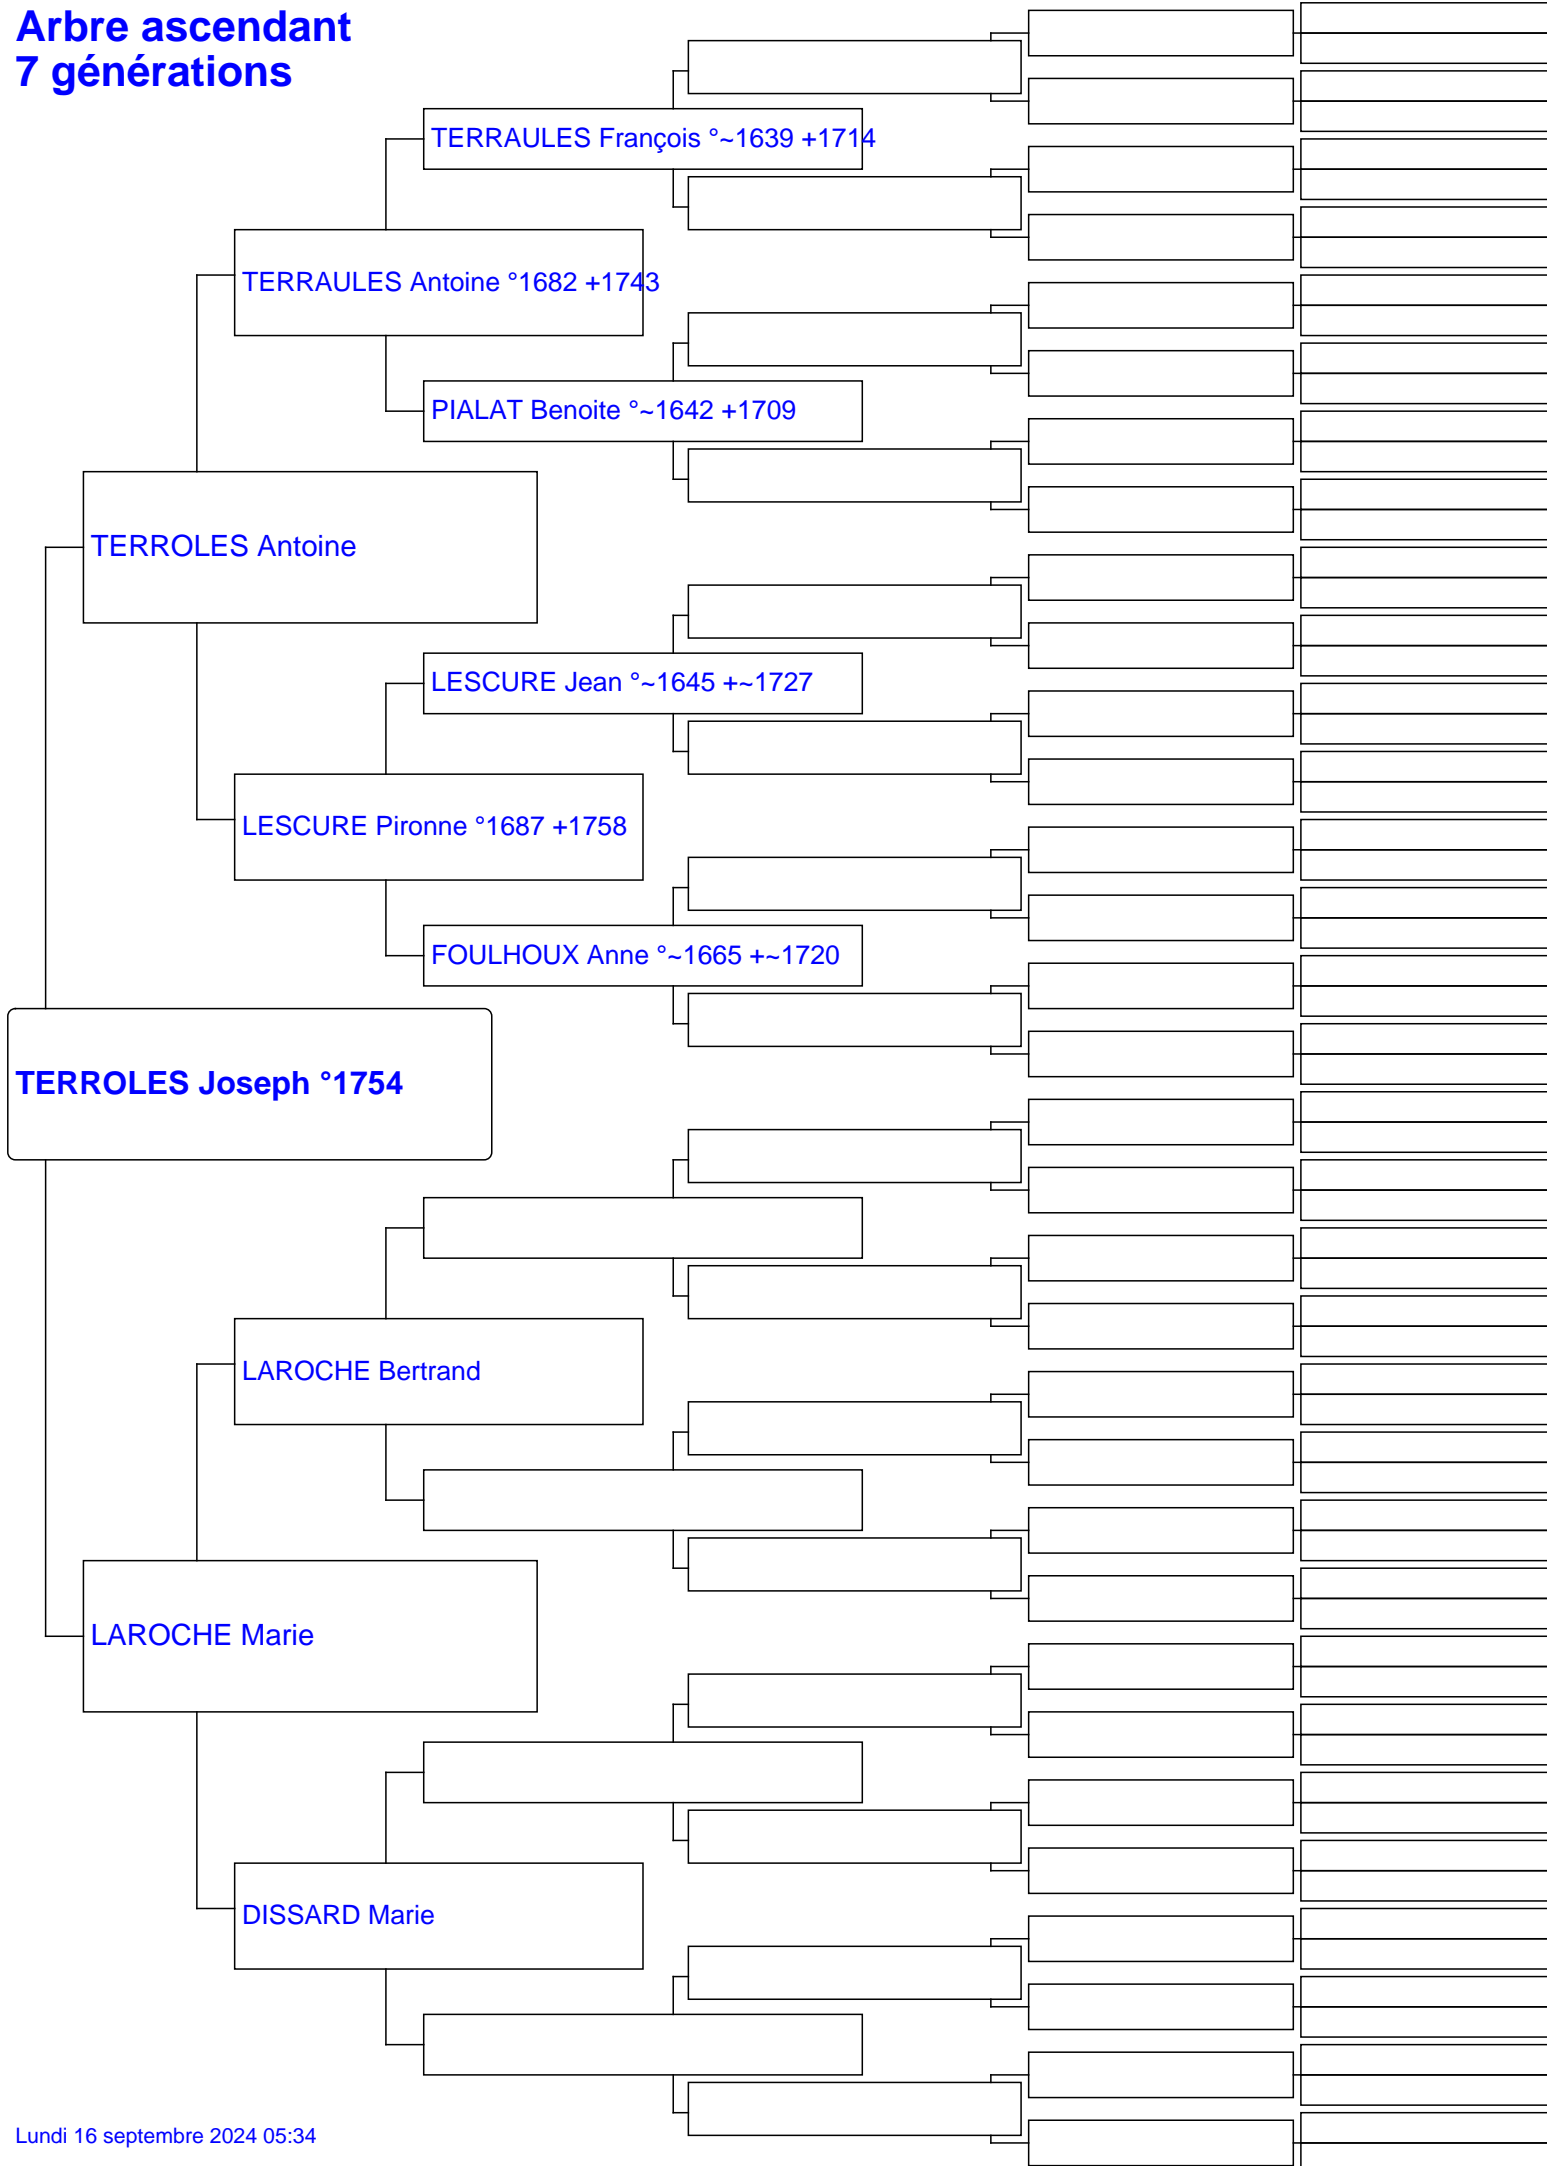 Arbre ascendant
7 générations
TERRAULES François °~1639 +1714
TERRAULES Antoine °1682 +1743
PIALAT Benoite °~1642 +1709
TERROLES Antoine
LESCURE Jean °~1645 +~1727
LESCURE Pironne °1687 +1758
FOULHOUX Anne °~1665 +~1720
TERROLES Joseph °1754
LAROCHE Bertrand
LAROCHE Marie
DISSARD Marie
Lundi 16 septembre 2024 05:34